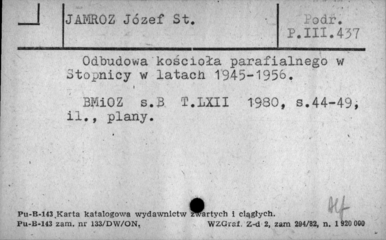 JAMROZ Józef St.
Podr.
P.III.437
Odbudowa kościoła parafialnego w
Stopnicy w latach 1945-1956.
BMiOZ s.B T.LXII 1980, s.44-49,
il., plany.
Pu-B-143 Karta katalogowa wydawnictw zwartych i ciągłych.
Pu-B-143 zam. nr 133/DW/ON, WZGraf. Z-d 2, zam 294/82, n. 1 920 000